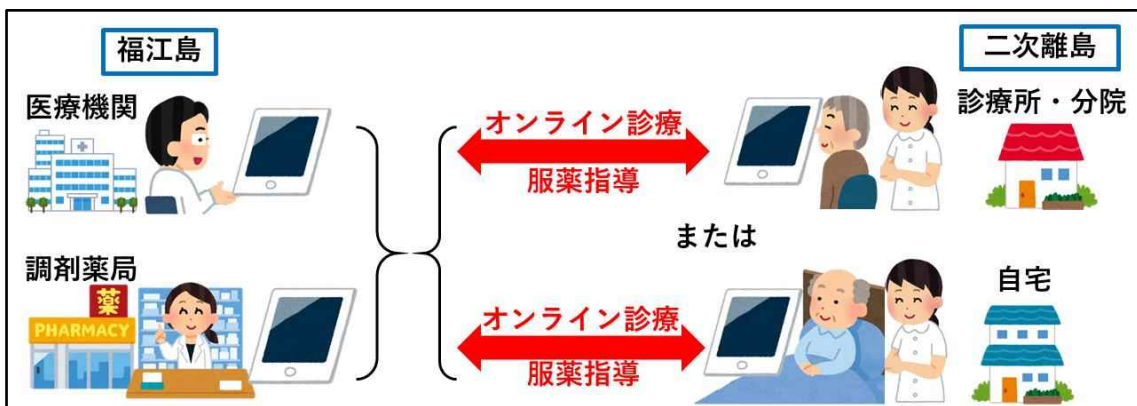 福江島
二次離島
医療機関
オンライン診療
服薬指導
診療所・分院
または
調剤薬局
薬
PHARMACY
オンライン診療
服薬指導
自宅